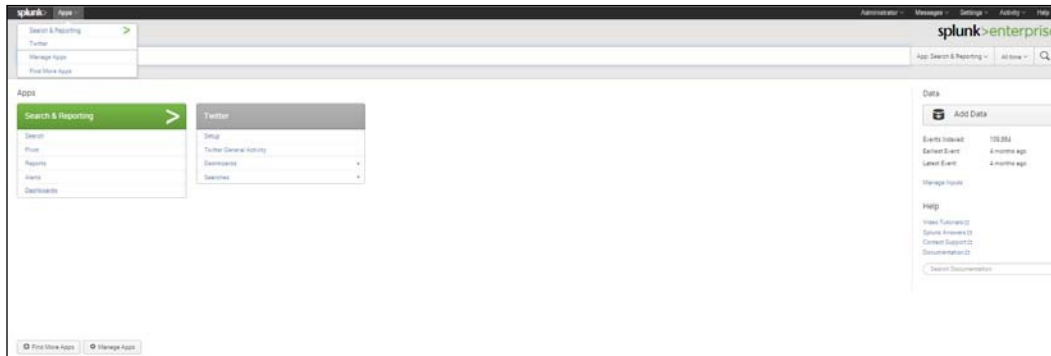 splunk> Apps Administrator Messages Settings Activity Help
Search & Reporting >
Twitter
Manage Apps
Find More Apps
splunk>enterprise
App: Search & Reporting All time
Apps
Search & Reporting >
Search
Pivot
Reports
Alerts
Dashboards
Twitter
Setup
Twitter General Activity
Dashboards
Searches
Data
Add Data
Events Indexed 109,864
Earliest Event 4 months ago
Latest Event 4 months ago
Manage Inputs
Help
Video Tutorials
Splunk Answers
Contact Support
Documentation
Search Documentation
Find More Apps Manage Apps